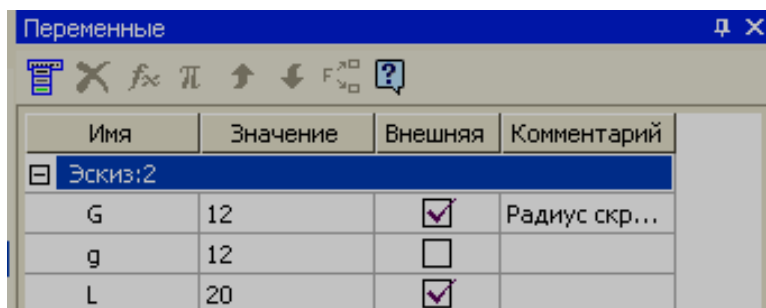 Переменные
Имя Значение Внешняя Комментарий
Эскиз:2
G 12 Радиус скр...
g 12
L 20